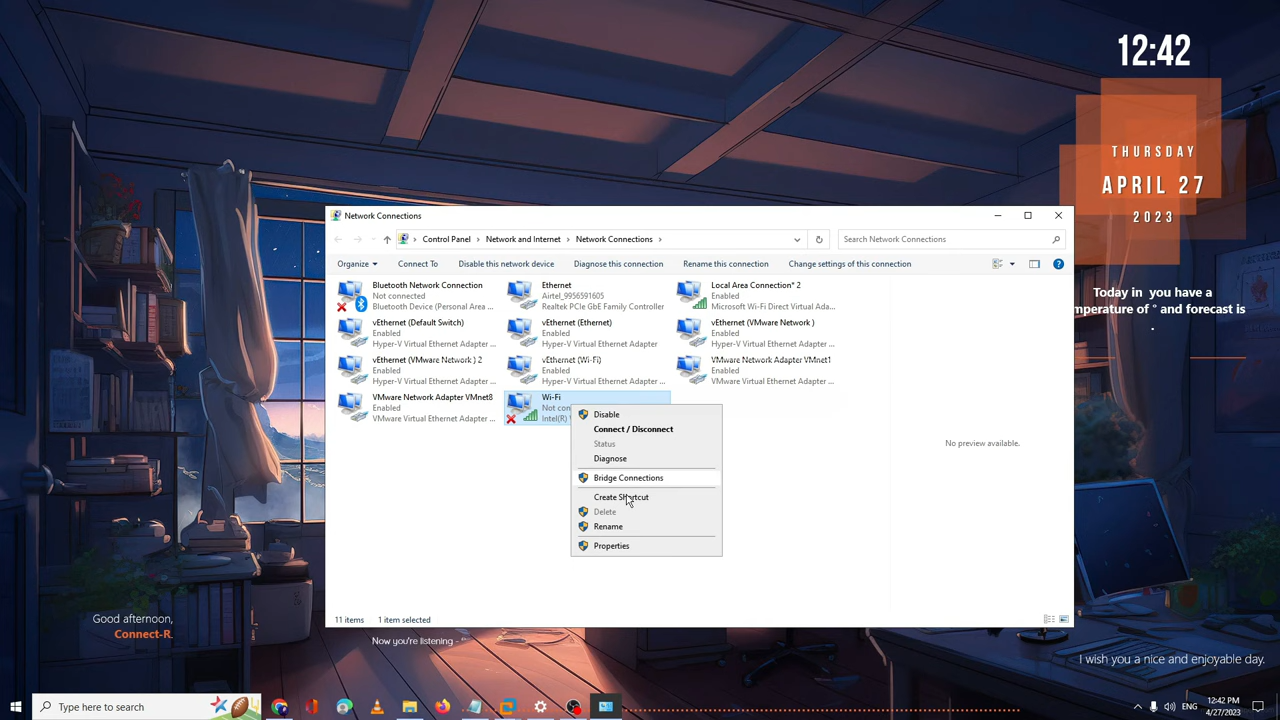 12:42
THURSDAY
APRIL 27
2023
Today in you have a
mperature of ° and forecast is
.
Network Connections
Control Panel > Network and Internet > Network Connections >
Search Network Connections
Organize
Connect To
Disable this network device
Diagnose this connection
Rename this connection
Change settings of this connection
Bluetooth Network Connection
Not connected
Bluetooth Device (Personal Area ...
Ethernet
Airtel_9956591605
Realtek PCIe GbE Family Controller
Local Area Connection* 2
Enabled
Microsoft Wi-Fi Direct Virtual Ada...
vEthernet (Default Switch)
Enabled
Hyper-V Virtual Ethernet Adapter
vEthernet (Ethernet)
Enabled
Hyper-V Virtual Ethernet Adapter
vEthernet (VMware Network )
Enabled
Hyper-V Virtual Ethernet Adapter ...
vEthernet (VMware Network ) 2
Enabled
Hyper-V Virtual Ethernet Adapter ...
vEthernet (Wi-Fi)
Enabled
Hyper-V Virtual Ethernet Adapter ...
VMware Network Adapter VMnet1
Enabled
VMware Virtual Ethernet Adapter ...
VMware Network Adapter VMnet8
Enabled
VMware Virtual Ethernet Adapter ...
Wi-Fi
Not con
Intel(R)
Disable
Connect / Disconnect
Status
Diagnose
Bridge Connections
Create Shortcut
Delete
Rename
Properties
No preview available.
11 items
1 item selected
Good afternoon,
Connect-R.
Now you're listening -
I wish you a nice and enjoyable day.
Type here to search
ENG
12:42 PM
4/27/2023